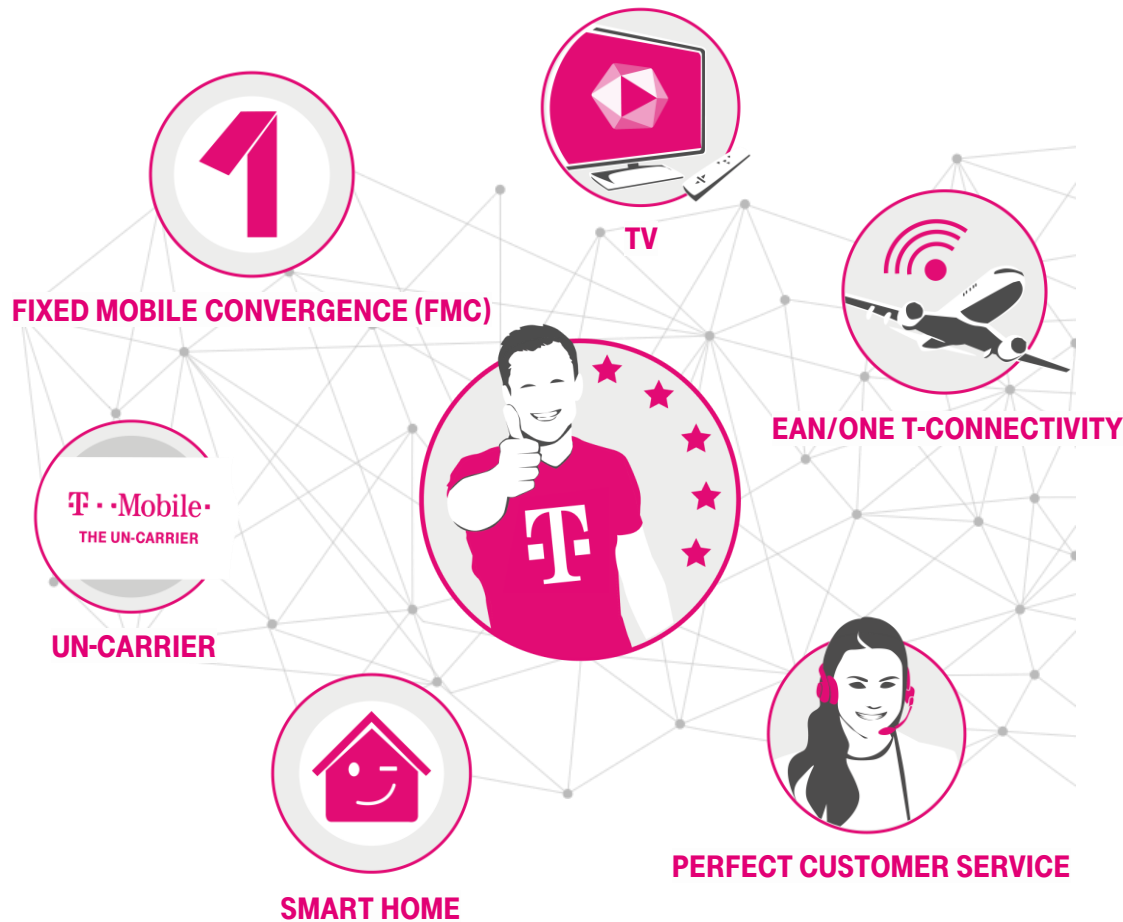 TV
FIXED MOBILE CONVERGENCE (FMC)
EAN/ONE T-CONNECTIVITY
T··Mobile·
THE UN-CARRIER
·T·
UN-CARRIER
PERFECT CUSTOMER SERVICE
SMART HOME